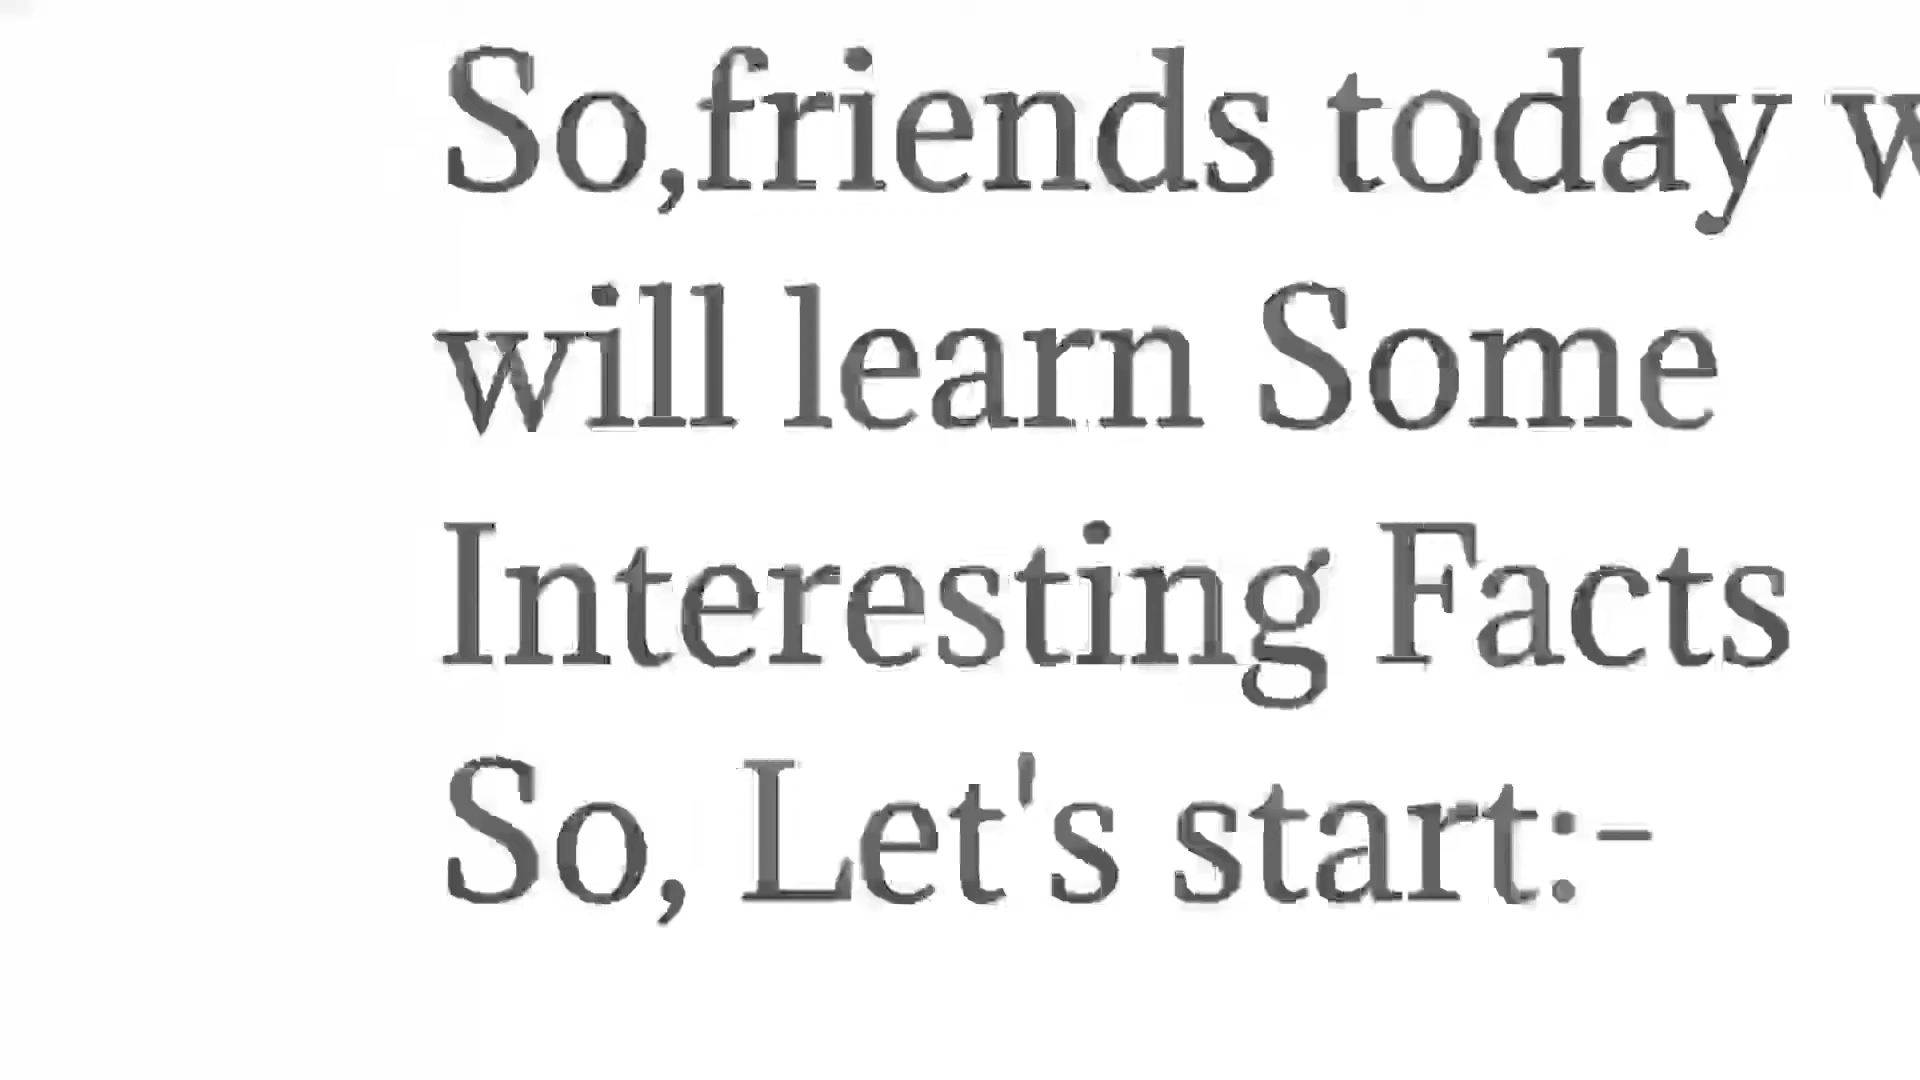 So,friends today w
will learn Some
Interesting Facts
So, Let's start:-